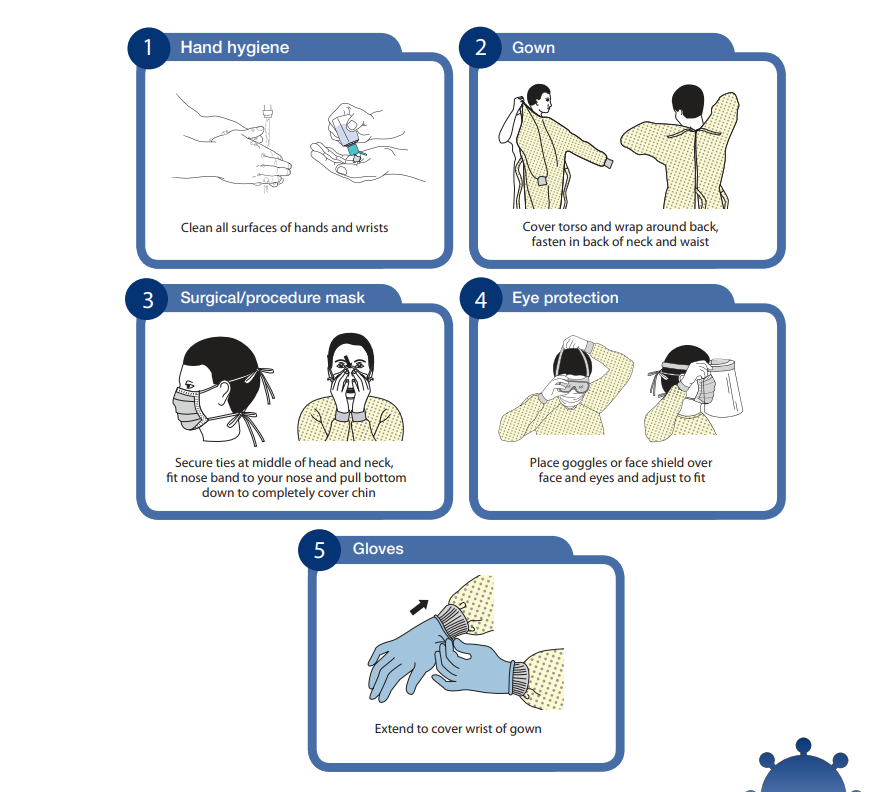 1 Hand hygiene
Clean all surfaces of hands and wrists
2 Gown
Cover torso and wrap around back,
fasten in back of neck and waist
3 Surgical/procedure mask
Secure ties at middle of head and neck,
fit nose band to your nose and pull bottom
down to completely cover chin
4 Eye protection
Place goggles or face shield over
face and eyes and adjust to fit
5 Gloves
Extend to cover wrist of gown